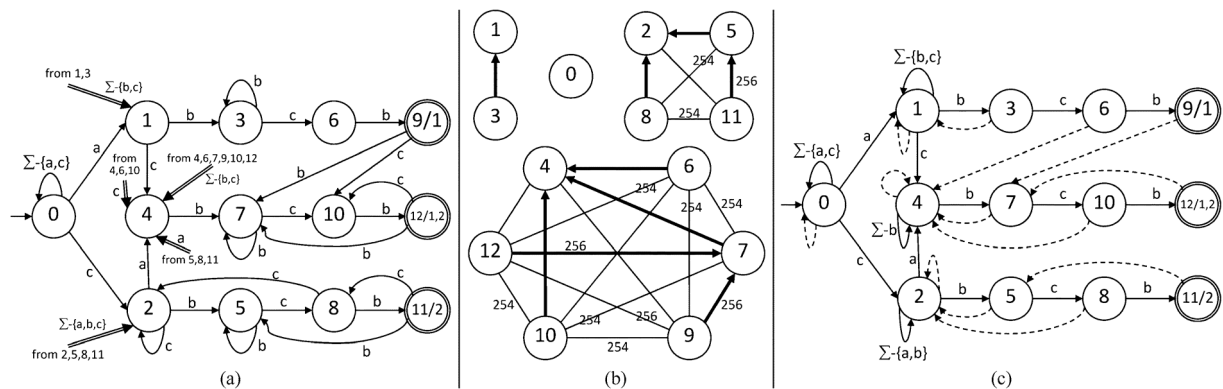 from 1,3
∑-{b,c}
b
1
b
3
c
6
b
9/1
a
c
b
c
∑-{a,c}
from
4,6,10
from 4,6,7,9,10,12
∑-{b,c}
c
c
0
4
b
7
c
10
b
12/1,2
a
from 5,8,11
b
b
c
a
c
c
2
b
5
c
8
b
11/2
∑-{a,b,c}
from 2,5,8,11
c
b
b
(a)
1
3
0
2
5
254
256
8
254
11
4
6
254
254
254
12
256
7
254
254
256
256
10
254
9
(b)
∑-{b,c}
1
b
3
c
6
b
9/1
∑-{a,c}
a
c
0
4
b
7
c
10
b
12/1,2
∑-b
c
a
2
b
5
c
8
b
11/2
∑-{a,b}
(c)